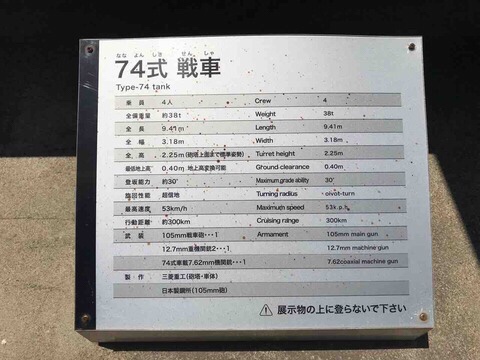 なな よん しき せん しゃ
74式 戦車
Type-74 tank
乗員 4人 Crew 4
全備重量 約38t Weight 38t
全長 9.41m Length 9.41m
全幅 3.18m Width 3.18m
全高 2.25m(砲塔上面まで標準姿勢) Turret height 2.25m
最低地上高 0.40m 地上高変換可能 Ground clearance 0.40m
登坂能力 約30° Maximum grade ability 30°
旋回性能 超信地 Turning radius pivot-turn
最高速度 53km/h Maximum speed 53k.p.h
行動距離 約300km Cruising range 300km
武装 105mm戦車砲・・・1 Armament 105mm main gun
12.7mm重機関銃2・・・1 12.7mm machine gun
74式車載7.62mm機関銃・・・1 7.62coaxial machine gun
製作 三菱重工(砲塔・車体)
日本製鋼所(105mm砲)
⚠ 展示物の上に登らないで下さい